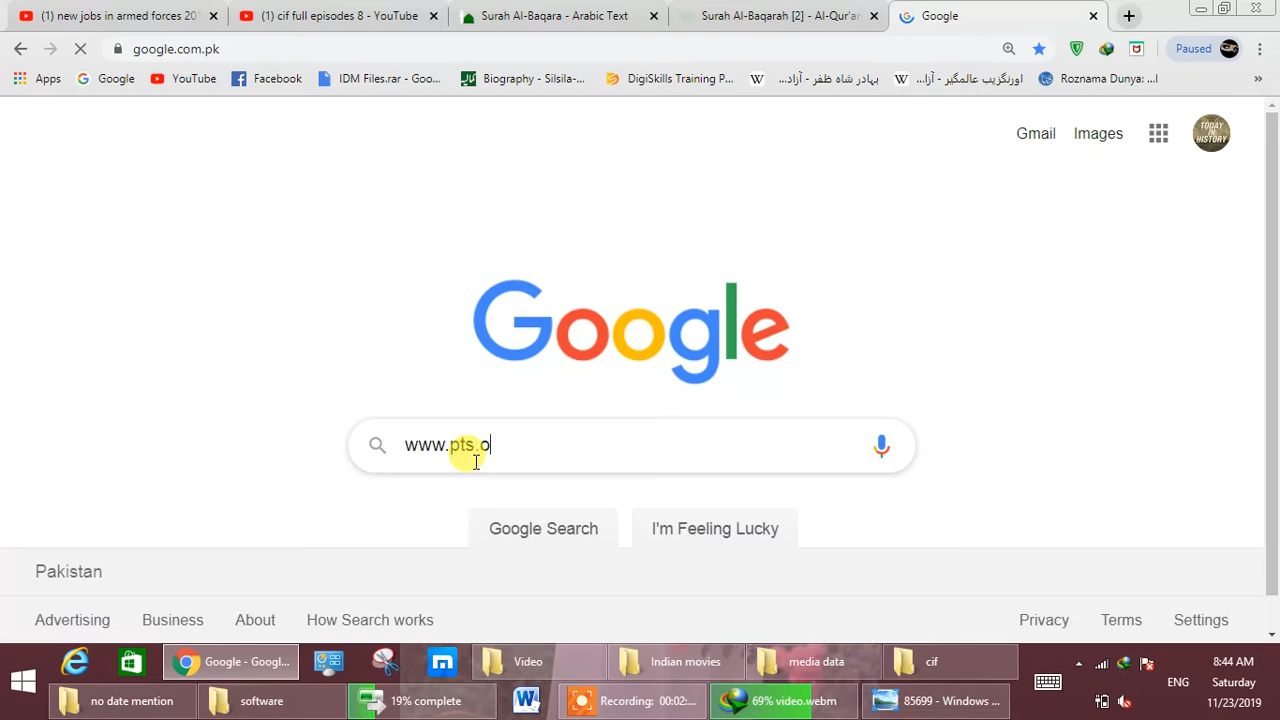 (1) new jobs in armed forces 201
(1) cif full episodes 8 - YouTube
Surah Al-Baqara - Arabic Text
Surah Al-Baqarah [2] - Al-Qur'an
Google
google.com.pk
Paused
Apps
Google
YouTube
Facebook
IDM Files.rar - Goo...
Biography - Silsila-...
DigiSkills Training P...
بہادر شاہ ظفر - آزاد...
اورنگزیب عالمگیر - آزا...
Roznama Dunya: ...ا
»
Gmail
Images
TODAY
IN
HISTORY
Google
www.pts.o
Google Search
I'm Feeling Lucky
Pakistan
Advertising
Business
About
How Search works
Privacy
Terms
Settings
Google - Googl...
Video
Indian movies
media data
cif
8:44 AM
ENG
Saturday
11/23/2019
no date mention
software
19% complete
Recording: 00:02:...
69% video.webm
85699 - Windows ...